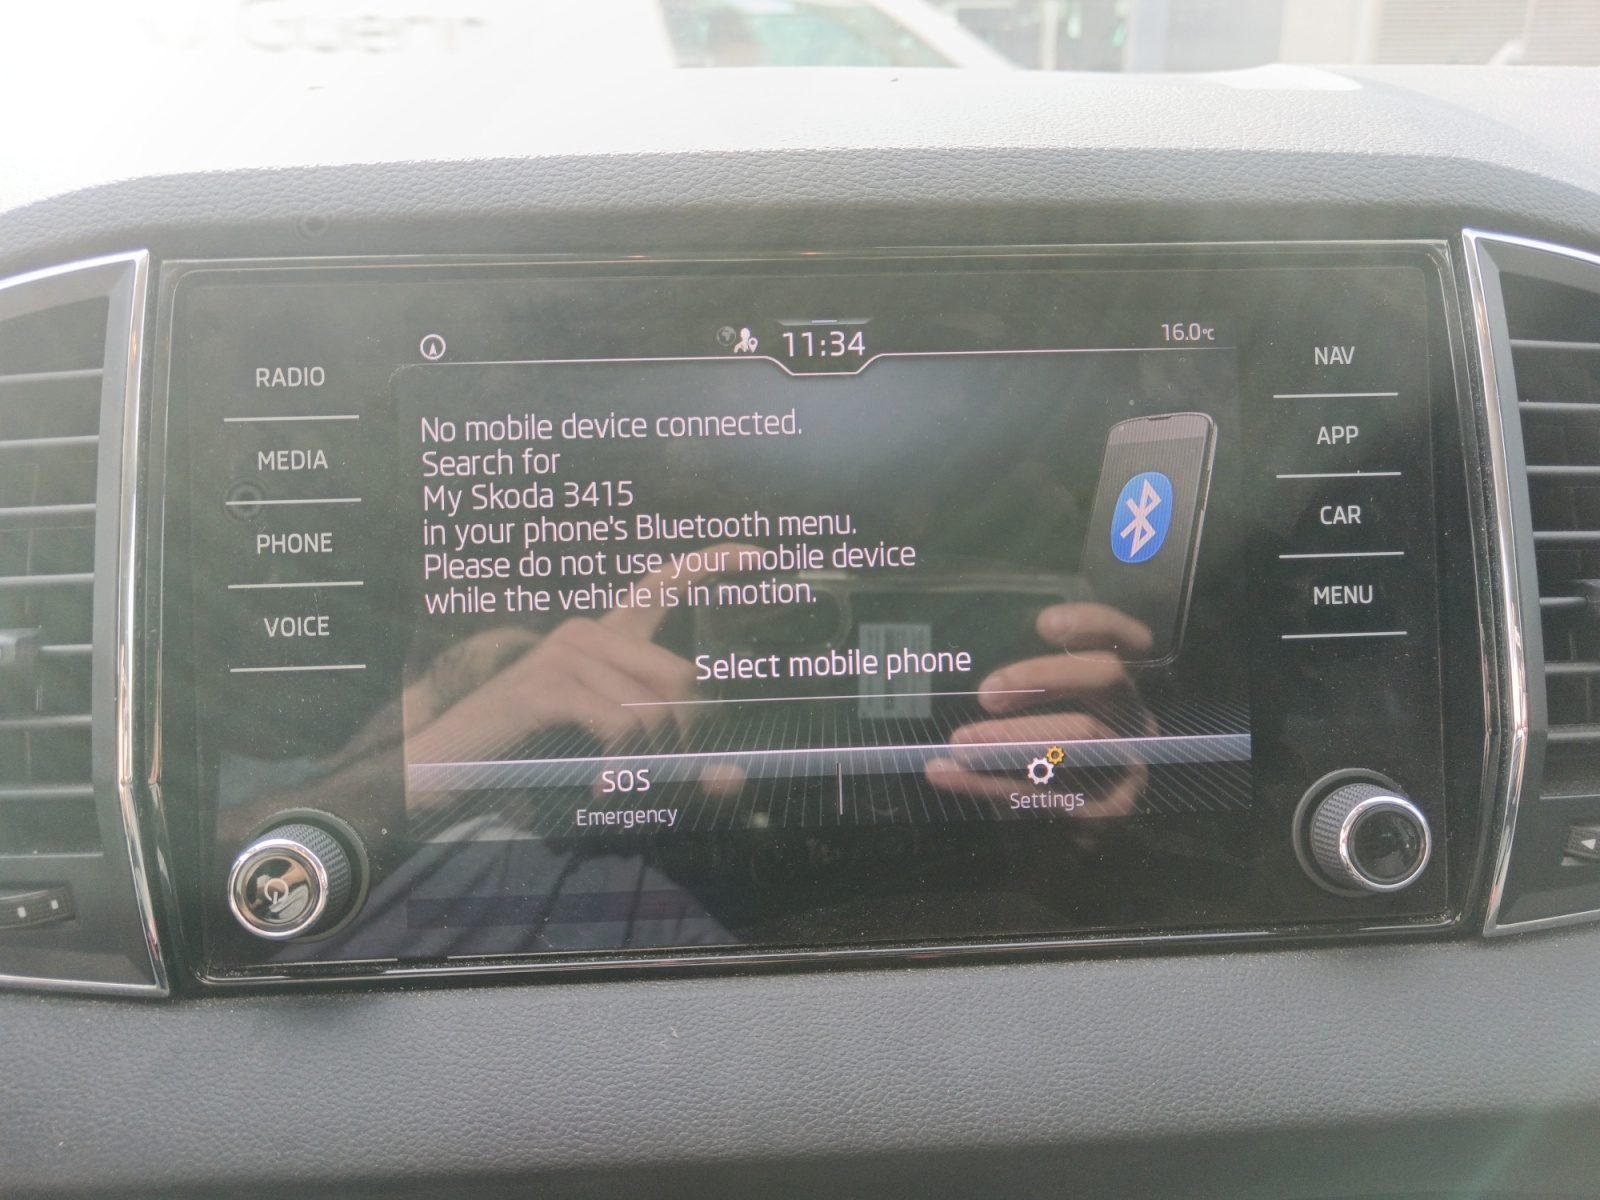 11:34
16.0°C
RADIO
MEDIA
PHONE
VOICE
No mobile device connected.
Search for
My Skoda 3415
in your phone's Bluetooth menu.
Please do not use your mobile device
while the vehicle is in motion.
Select mobile phone
SOS
Emergency
Settings
NAV
APP
CAR
MENU